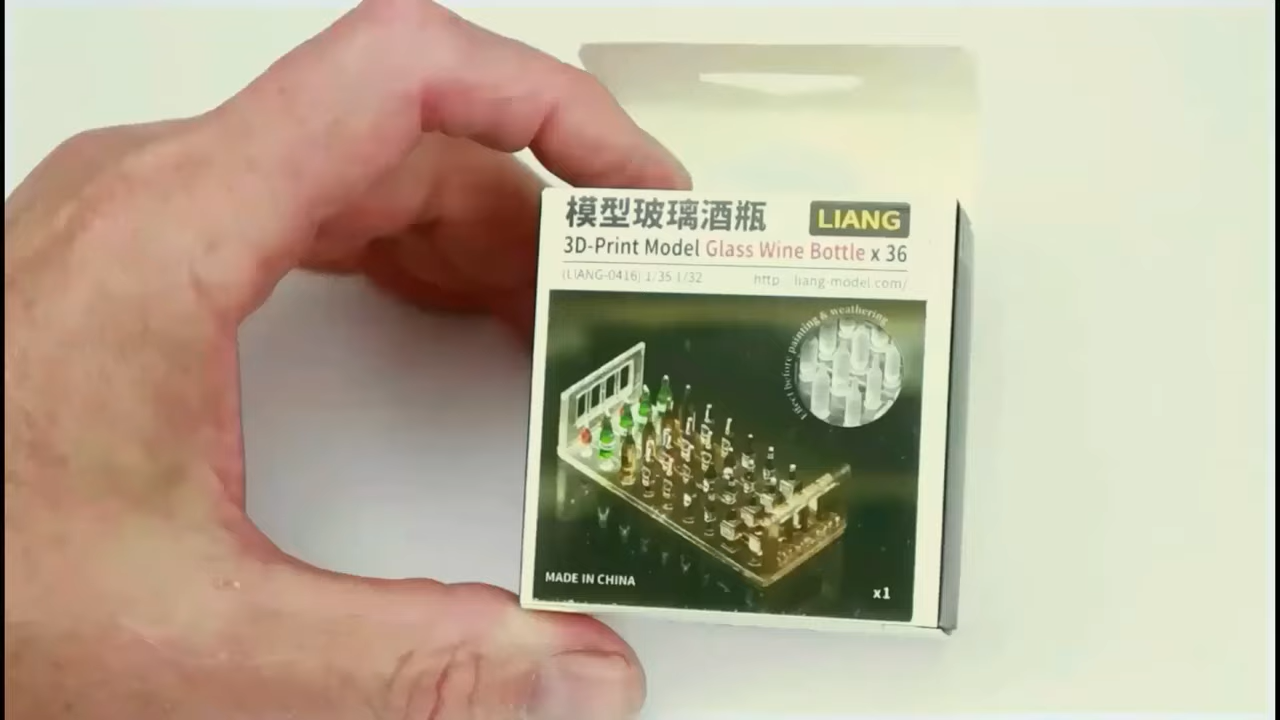 模型玻璃酒瓶
LIANG
3D-Print Model Glass Wine Bottle x 36
(LIANG-0416) 1/35 1/32 http liang-model.com/
Effect before painting & weathering
MADE IN CHINA
x1